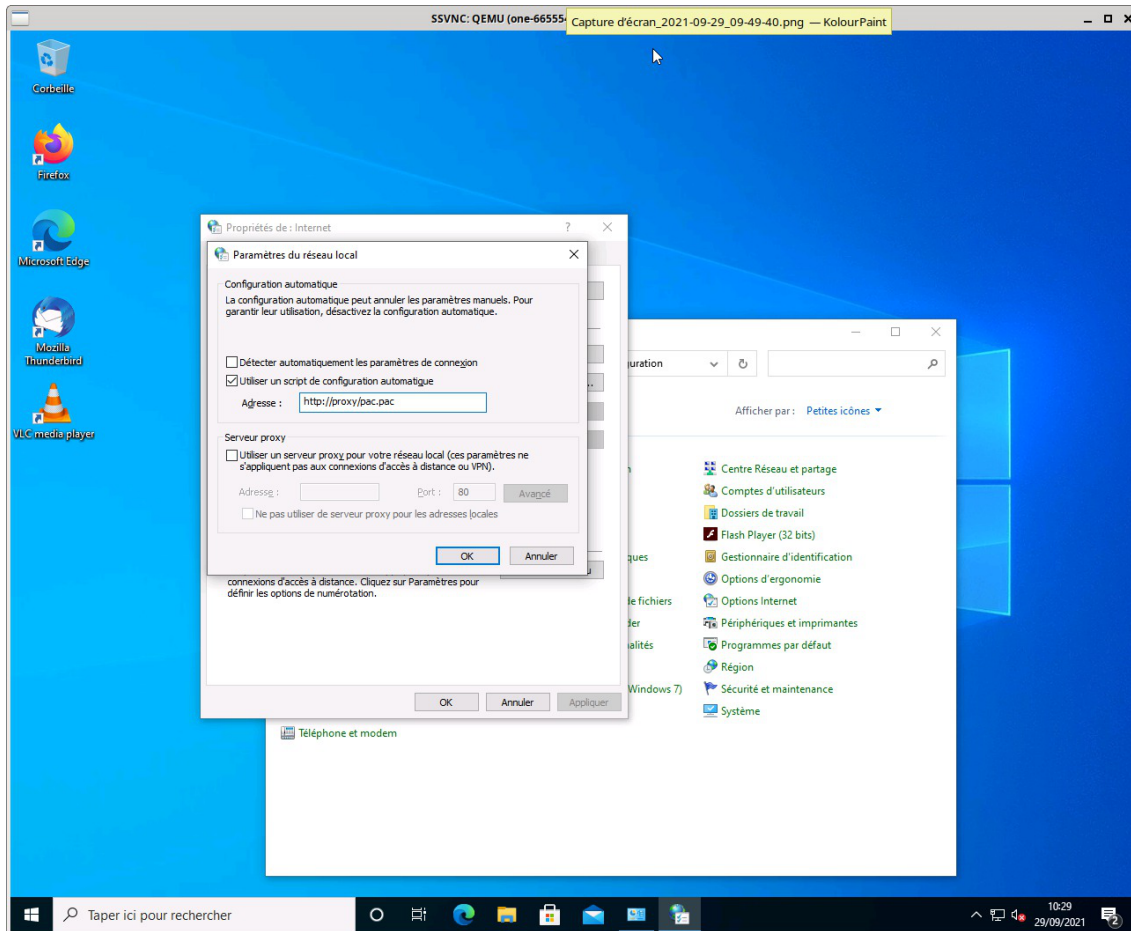 SSVNC: QEMU (one-66555
Capture d'écran_2021-09-29_09-49-40.png — KolourPaint
Corbeille
Firefox
Microsoft Edge
Mozilla
Thunderbird
VLC media player
Propriétés de : Internet
Paramètres du réseau local
Configuration automatique
La configuration automatique peut annuler les paramètres manuels. Pour
garantir leur utilisation, désactivez la configuration automatique.
Détecter automatiquement les paramètres de connexion
Utiliser un script de configuration automatique
Adresse :
http://proxy/pac.pac
Serveur proxy
Utiliser un serveur proxy pour votre réseau local (ces paramètres ne
s'appliquent pas aux connexions d'accès à distance ou VPN).
Adresse :
Port :
80
Avancé
Ne pas utiliser de serveur proxy pour les adresses locales
OK
Annuler
connexions d'accès à distance. Cliquez sur Paramètres pour
définir les options de numérotation.
OK
Annuler
Appliquer
uration
Afficher par :
Petites icônes
Centre Réseau et partage
Comptes d'utilisateurs
Dossiers de travail
Flash Player (32 bits)
ques
Gestionnaire d'identification
Options d'ergonomie
de fichiers
Options Internet
der
Périphériques et imprimantes
alités
Programmes par défaut
Région
Windows 7)
Sécurité et maintenance
Système
Téléphone et modem
Taper ici pour rechercher
10:29
29/09/2021
2